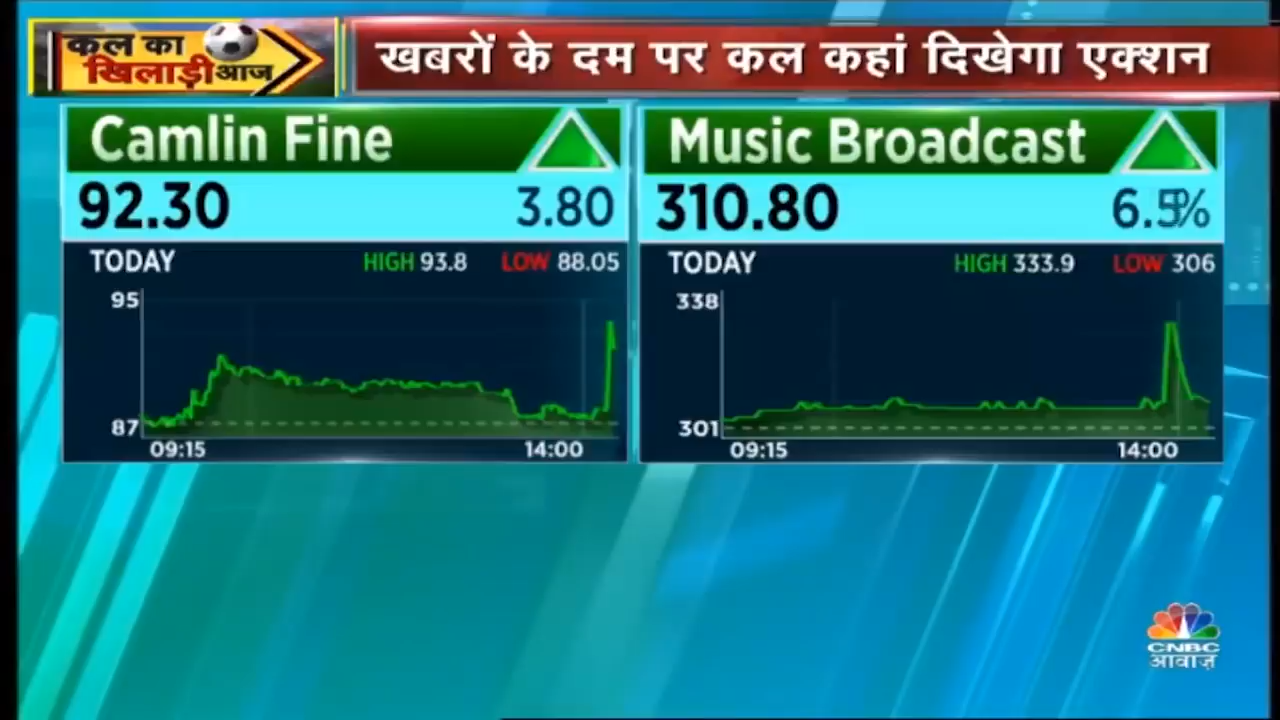 कल का
खिलाड़ी आज
खबरों के दम पर कल कहां दिखेगा एक्शन
Camlin Fine
92.30 3.80
TODAY HIGH 93.8 LOW 88.05
95
87
09:15 14:00
Music Broadcast
310.80
TODAY HIGH 333.9 LOW 306
338
301
09:15 14:00
CNBC
आवाज़